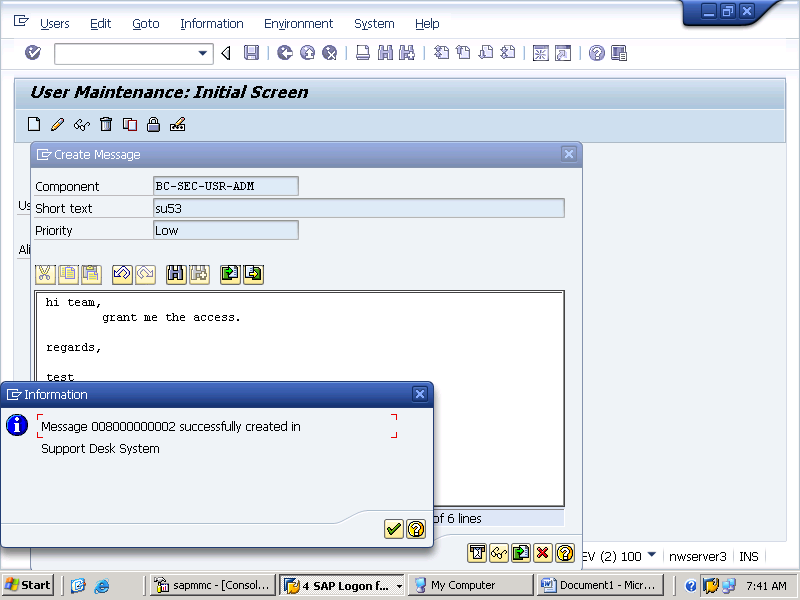 Users Edit Goto Information Environment System Help
User Maintenance: Initial Screen
Create Message
Component BC-SEC-USR-ADM
Short text su53
Priority Low
hi team,
grant me the access.
regards,
test
Information
Message 008000000002 successfully created in
Support Desk System
of 6 lines
(2) 100 nwserver3 INS
Start sapmmc - [Consol... 4 SAP Logon f... My Computer Document1 - Micr... 7:41 AM